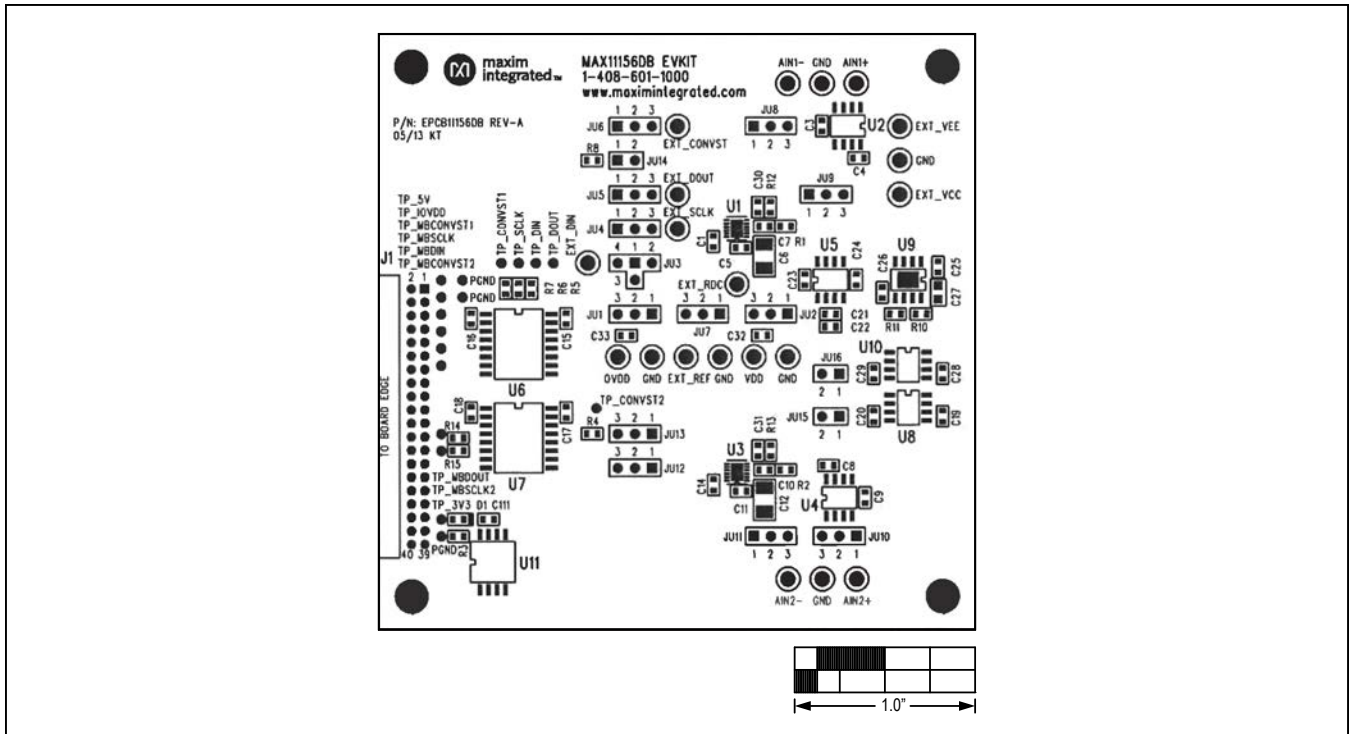 maxim
integrated™
MAX11156DB EVKIT
1-408-601-1000
www.maximintegrated.com
P/N: EPCB11156DB REV-A
05/13 KT
AIN1- GND AIN1+
1 2 3
JU6
EXT_CONVST
JU8
1 2 3
C3
U2
EXT_VEE
C4
GND
EXT_VCC
R8
1 2
JU14
1 2 3
EXT_DOUT
JU5
1 2 3
EXT_SCLK
JU4
C30
R12
JU9
1 2 3
U1
C1
C5
C7 R1
C6
TP_5V
TP_IOVDD
TP_MBCONVST1
TP_MBSCLK
TP_MBDIN
TP_MBCONVST2
TP_CONVST1
TP_SCLK
TP_DIN
TP_DOUT
EXT_DIN
4 1 2
JU3
3
EXT_RDC
U5
C24
C23
C21
C22
U9
C26
C25
C27
R11 R10
J1
2 1
PGND
PGND
R7
R6
R5
3 2 1
JU1
3 2 1
JU7
3 2 1
JU2
C16
C15
U6
C33
C32
OVDD GND EXT_REF GND VDD GND
JU16
2 1
U10
C29
C28
JU15
2 1
C20
C19
U8
TO BOARD EDGE
C18
C17
U7
TP_CONVST2
R4
3 2 1
JU13
3 2 1
JU12
R14
R15
TP_MBDOUT
TP_MBSCLK2
TP_3V3 D1 C111
PGND
R3
40 39
U11
C31
R13
U3
C14
C11
C10 R2
C12
C8
U4
C9
JU11
1 2 3
JU10
3 2 1
AIN2- GND AIN2+
1.0"